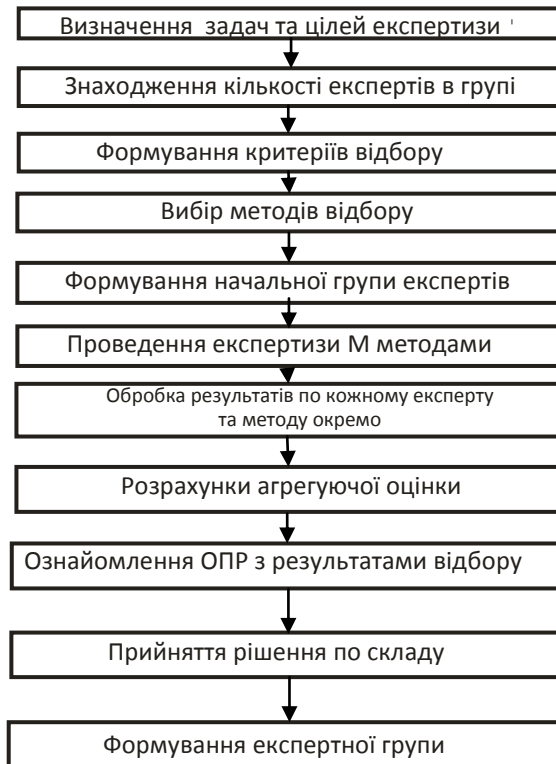 Визначення задач та цілей експертизи
Знаходження кількості експертів в групі
Формування критеріїв відбору
Вибір методів відбору
Формування начальної групи експертів
Проведення експертизи М методами
Обробка результатів по кожному експерту
та методу окремо
Розрахунки агрегуючої оцінки
Ознайомлення ОПР з результатами відбору
Прийняття рішення по складу
Формування експертної групи